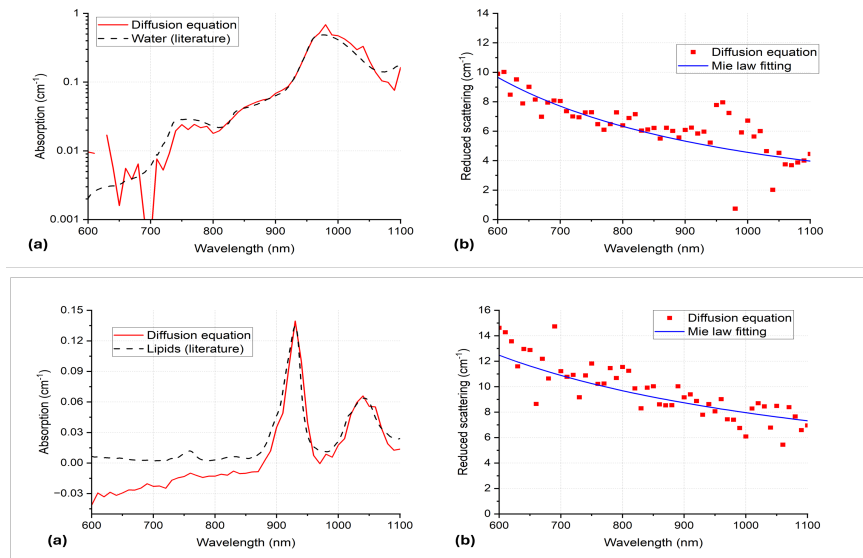 Diffusion equation
Water (literature)
Absorption (cm⁻¹)
1
0.1
0.01
0.001
600 700 800 900 1000 1100
Wavelength (nm)
(a)
Diffusion equation
Mie law fitting
Reduced scattering (cm⁻¹)
16
14
12
10
8
6
4
2
0
600 700 800 900 1000 1100
Wavelength (nm)
(b)
Diffusion equation
Lipids (literature)
Absorption (cm⁻¹)
0.15
0.12
0.09
0.06
0.03
0.00
−0.03
600 700 800 900 1000 1100
Wavelength (nm)
(a)
Diffusion equation
Mie law fitting
Reduced scattering (cm⁻¹)
16
14
12
10
8
6
4
2
0
600 700 800 900 1000 1100
Wavelength (nm)
(b)